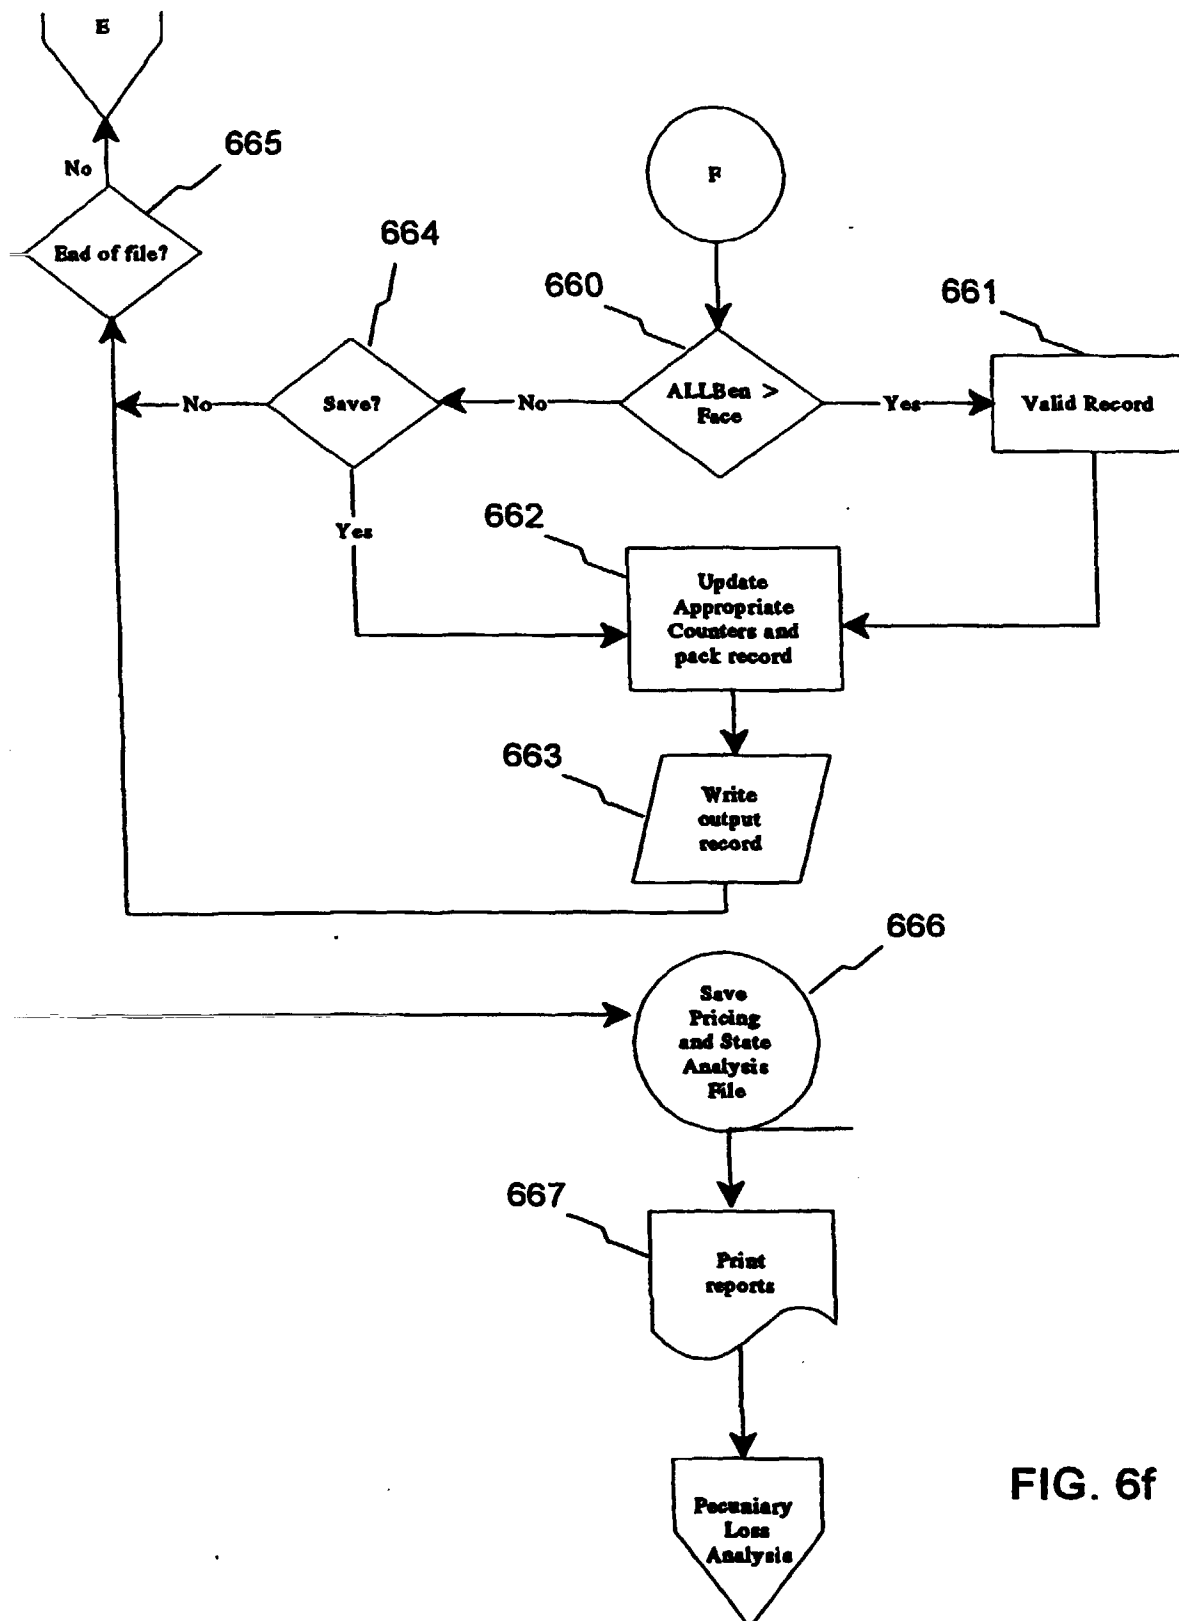 E
No
665
End of file?
F
664
660
661
Save?
No
No
ALLBen >
Face
Yes
Valid Record
Yes
662
Update
Appropriate
Counters and
pack record
663
Write
output
record
666
Save
Pricing
and State
Analysis
File
667
Print
reports
Pecuniary
Loss
Analysis
FIG. 6f